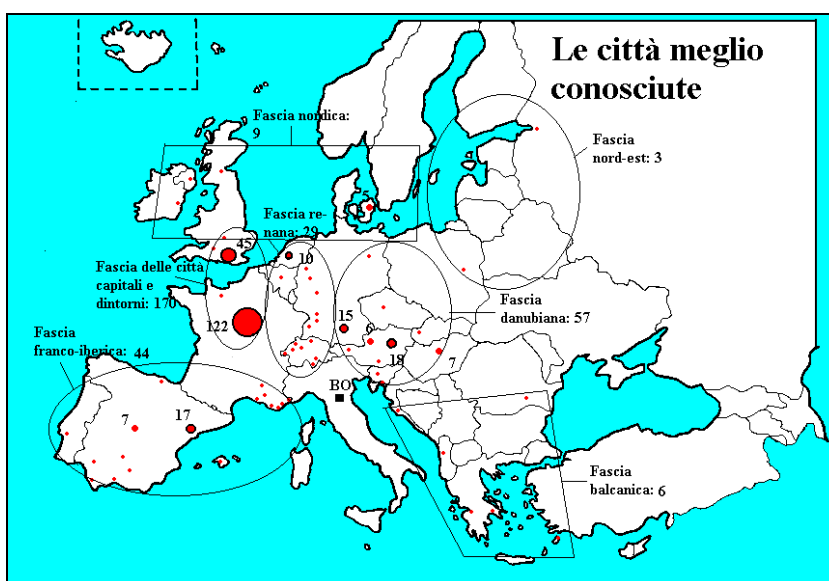 Le città meglio
conosciute
Fascia nordica:
9
Fascia
nord-est: 3
5
Fascia re-
nana: 29
45
10
Fascia delle città
capitali e
dintorni: 170
Fascia
danubiana: 57
122
15
6
18
7
Fascia
franco-iberica: 44
BO
7
17
Fascia
balcanica: 6